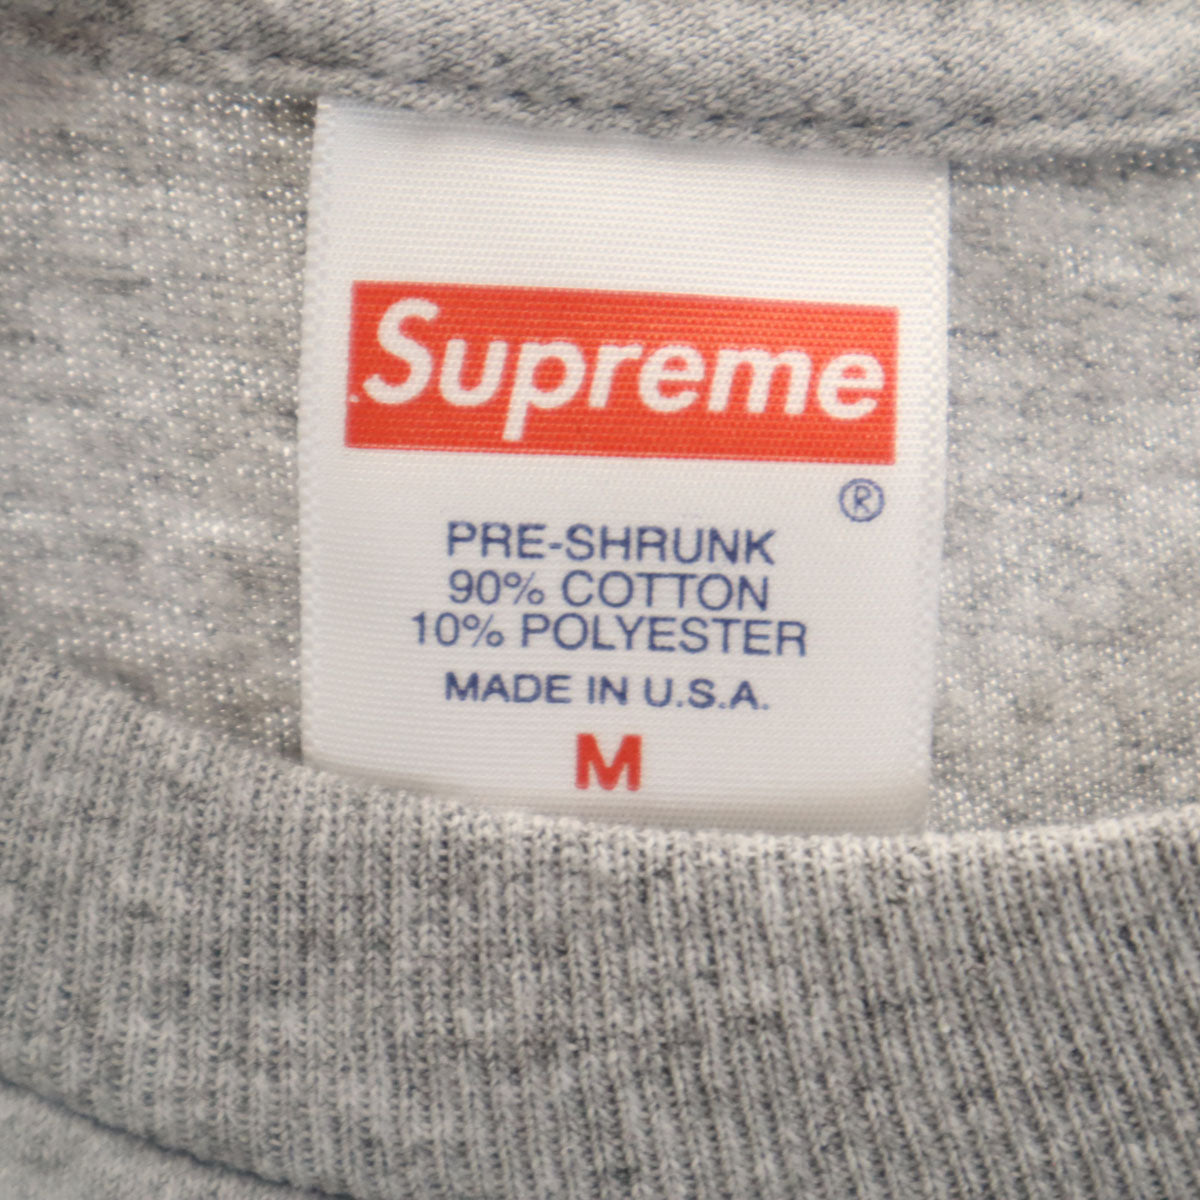 Supreme
®
PRE-SHRUNK
90% COTTON
10% POLYESTER
MADE IN U.S.A.
M